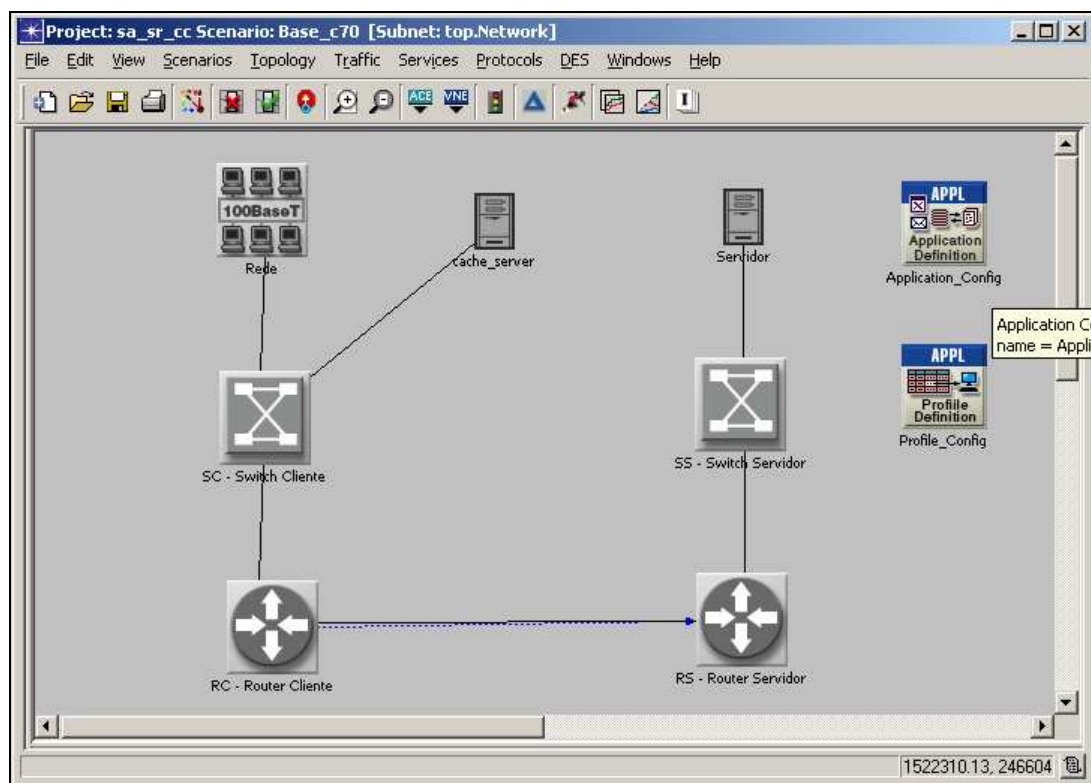 Project: sa_sr_cc Scenario: Base_c70 [Subnet: top.Network]
File Edit View Scenarios Topology Traffic Services Protocols DES Windows Help
ACE VNE
100BaseT
Rede
cache_server
Servidor
APPL
Application
Definition
Application_Config
Application C
name = Appli
APPL
Profile
Definition
Profile_Config
SC - Switch Cliente
SS - Switch Servidor
RC - Router Cliente
RS - Router Servidor
1522310.13, 246604